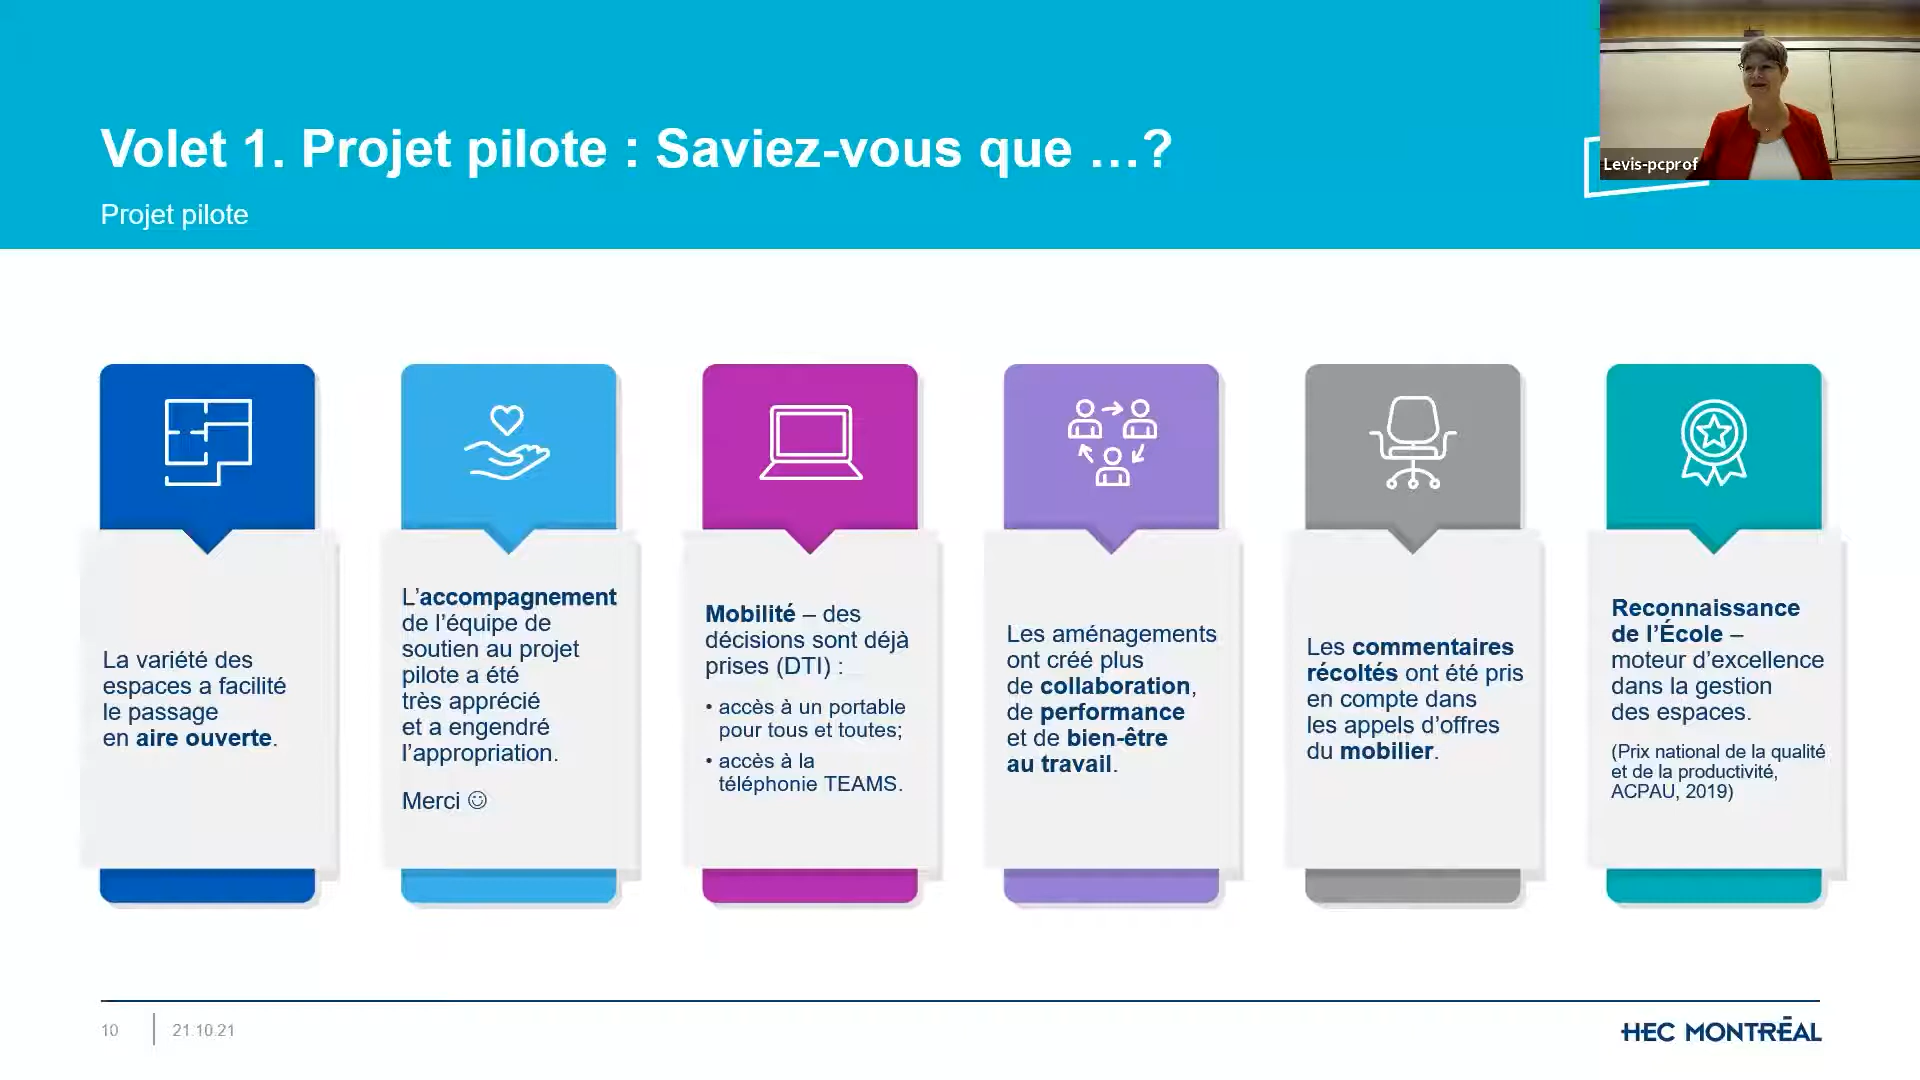 Volet 1. Projet pilote : Saviez-vous que …?
Projet pilote
Levis-pcprof
La variété des
espaces a facilité
le passage
en aire ouverte.
L’accompagnement
de l’équipe de
soutien au projet
pilote a été
très apprécié
et a engendré
l’appropriation.
Merci ☺
Mobilité – des
décisions sont déjà
prises (DTI) :
• accès à un portable
pour tous et toutes;
• accès à la
téléphonie TEAMS.
Les aménagements
ont créé plus
de collaboration,
de performance
et de bien-être
au travail.
Les commentaires
récoltés ont été pris
en compte dans
les appels d’offres
du mobilier.
Reconnaissance
de l’École –
moteur d’excellence
dans la gestion
des espaces.
(Prix national de la qualité
et de la productivité,
ACPAU, 2019)
10
21.10.21
HEC MONTRÉAL